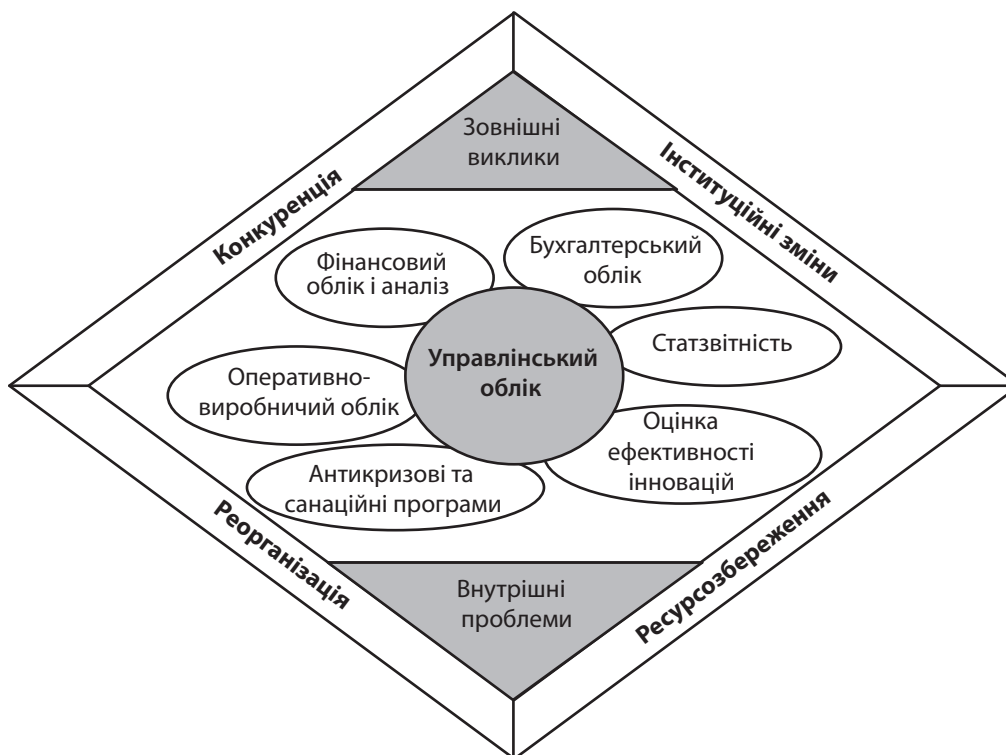 Зовнішні
виклики
Конкуренція
Інституційні зміни
Фінансовий
облік і аналіз
Бухгалтерський
облік
Управлінський
облік
Статзвітність
Оперативно-
виробничий облік
Оцінка
ефективності
інновацій
Антикризові та
санаційні програми
Реорганізація
Ресурсозбереження
Внутрішні
проблеми